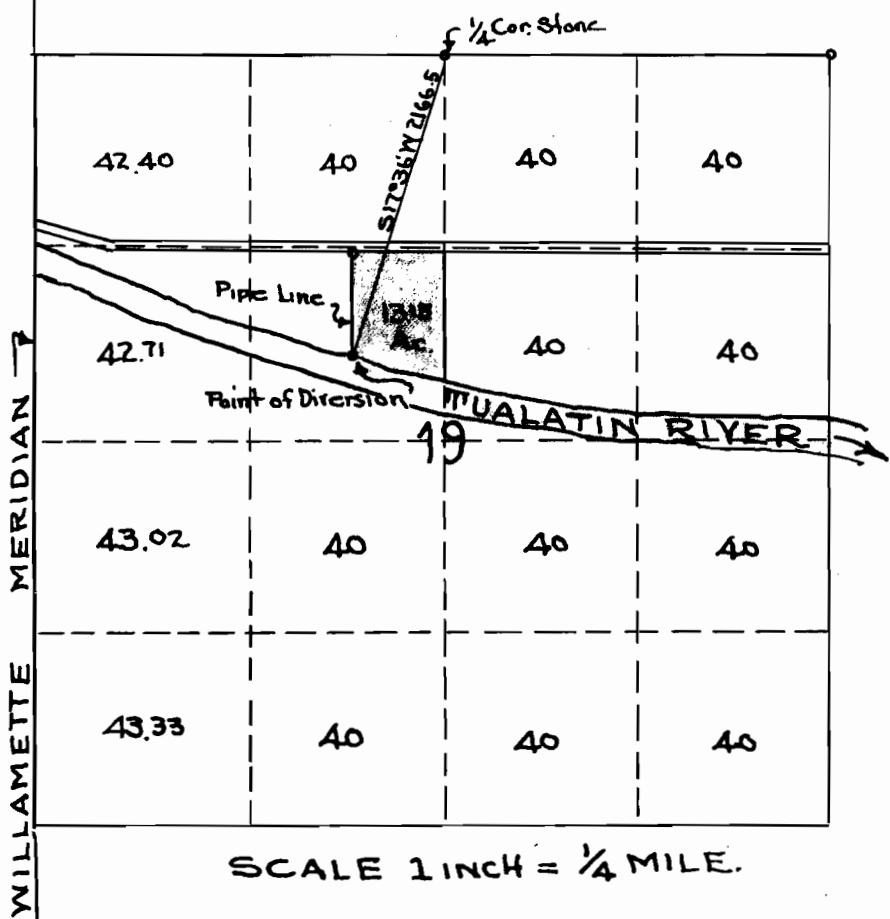 1/4 Cor. Stone
S17°36'W 2166.5
42.40
40
40
40
Pipe Line
13.18
Ac.
42.71
40
40
Point of Diversion
TUALATIN RIVER
19
WILLAMETTE MERIDIAN
43.02
40
40
40
43.33
40
40
40
SCALE 1 INCH = 1/4 MILE.